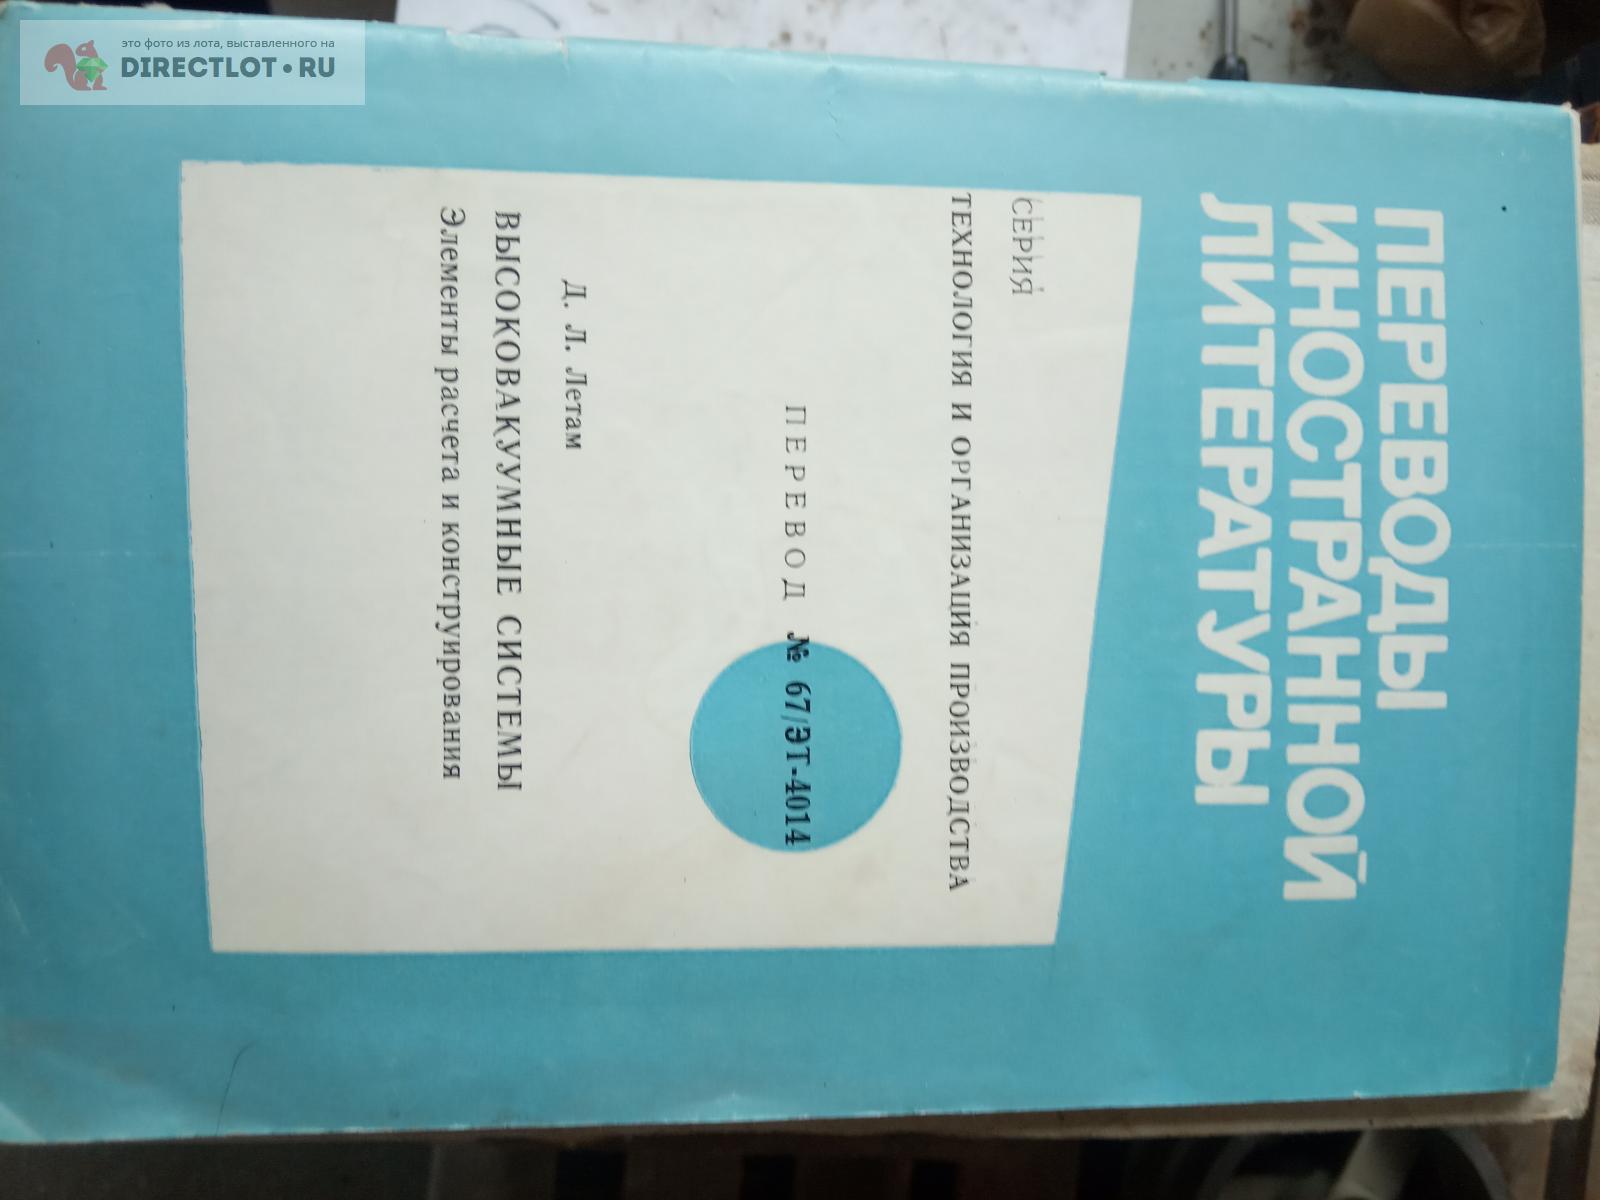 это фото из лота, выставленного на
DIRECTLOT•RU
ПЕРЕВОДЫ
ИНОСТРАННОЙ
ЛИТЕРАТУРЫ
СЕРИЯ
ТЕХНОЛОГИЯ И ОРГАНИЗАЦИЯ ПРОИЗВОДСТВА
ПЕРЕВОД № 67/ЭТ-4014
Д. Л. Летам
ВЫСОКОВАКУУМНЫЕ СИСТЕМЫ
Элементы расчета и конструирования